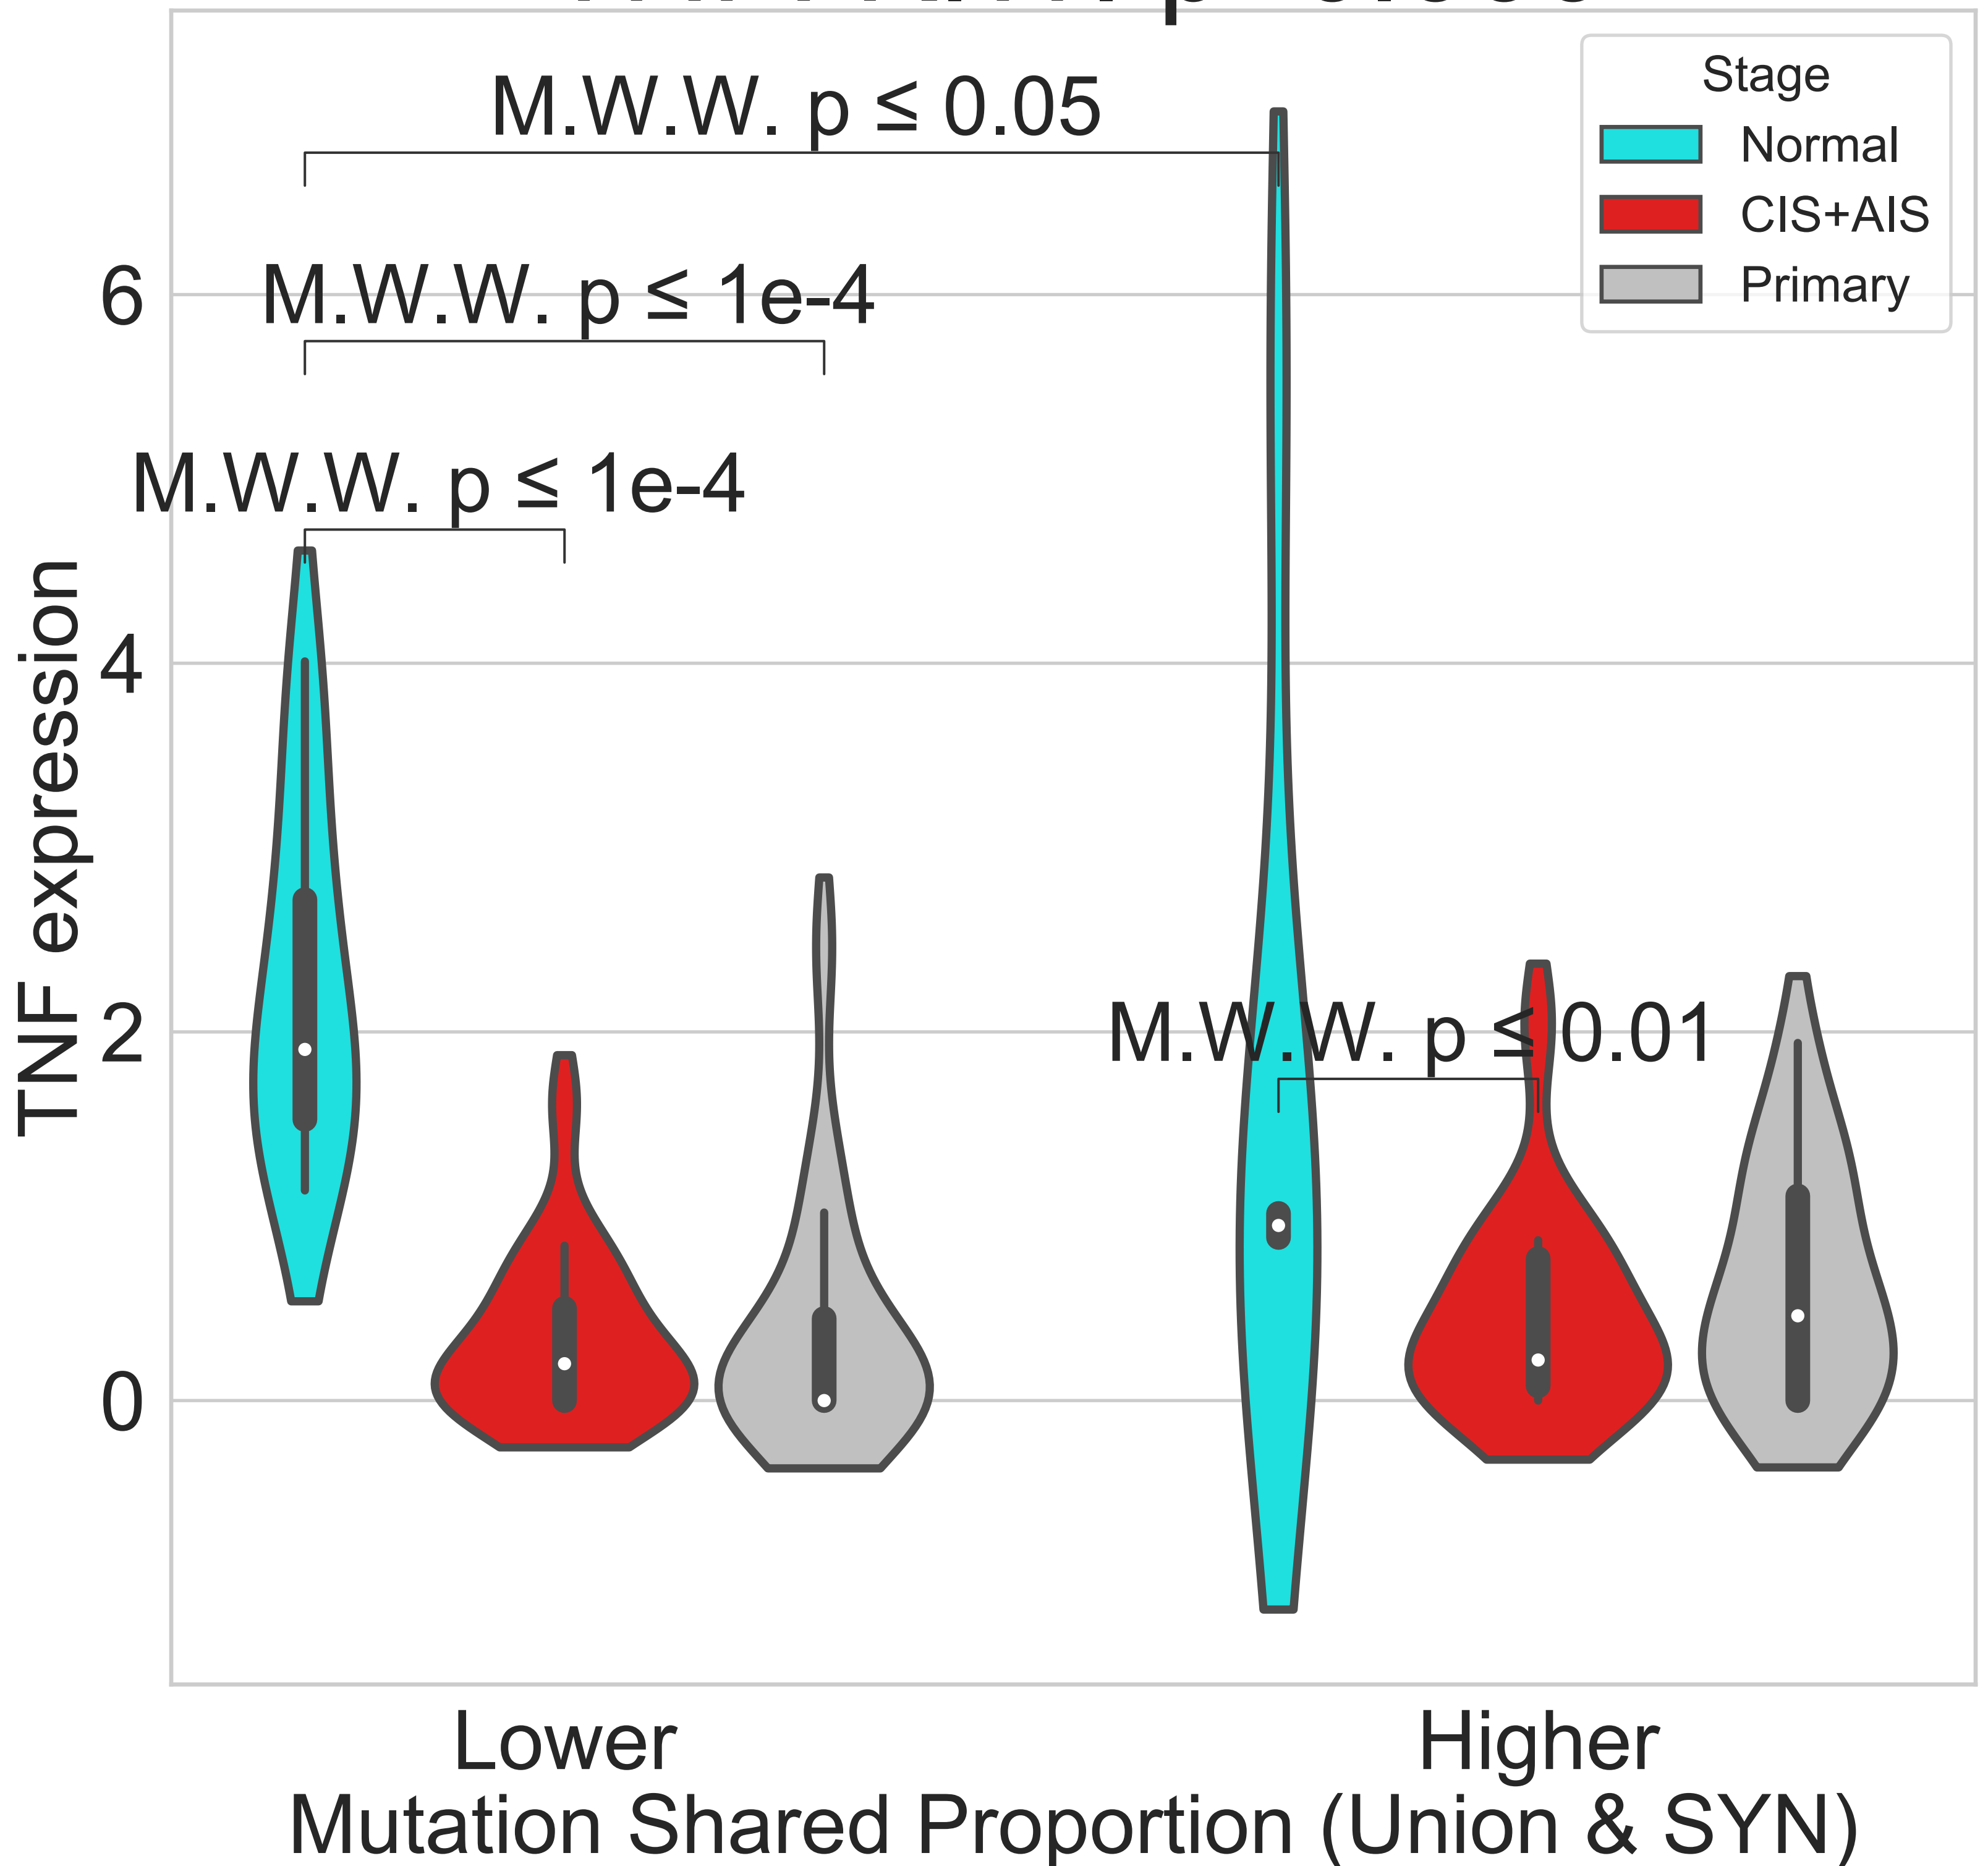 M.W.W. p ≤ 0.05
Stage
Normal
CIS+AIS
Primary
6
M.W.W. p ≤ 1e-4
M.W.W. p ≤ 1e-4
4
TNF expression
2
M.W.W. p ≤ 0.01
0
Lower
Higher
Mutation Shared Proportion (Union & SYN)